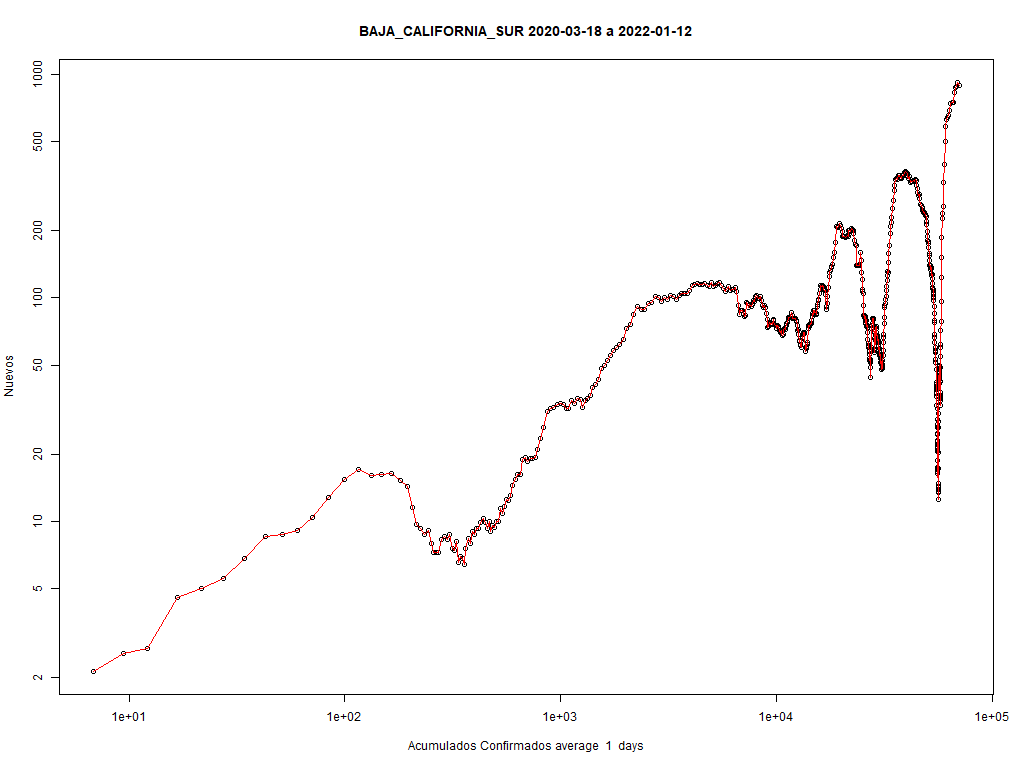 BAJA_CALIFORNIA_SUR 2020-03-18 a 2022-01-12
Nuevos
1000
500
200
100
50
20
10
5
2
1e+01 1e+02 1e+03 1e+04 1e+05
Acumulados Confirmados average 1 days